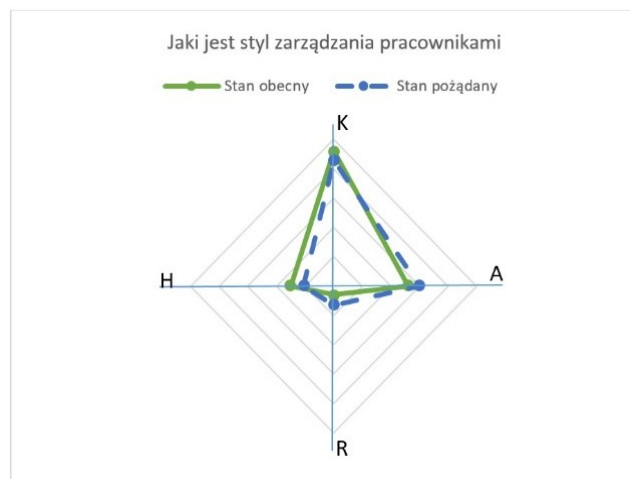 Jaki jest styl zarządzania pracownikami
Stan obecny
Stan pożądany
K
H
A
R